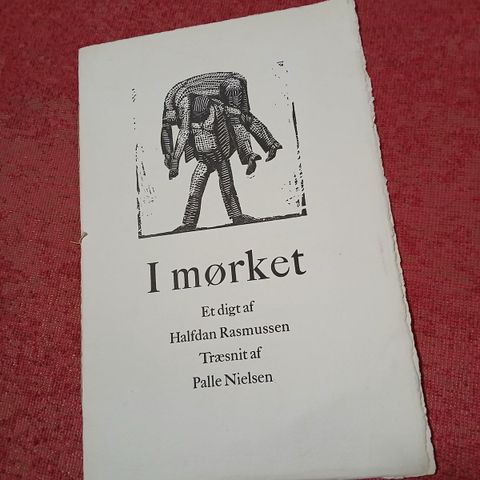 I mørket
Et digt af
Halfdan Rasmussen
Træsnit af
Palle Nielsen